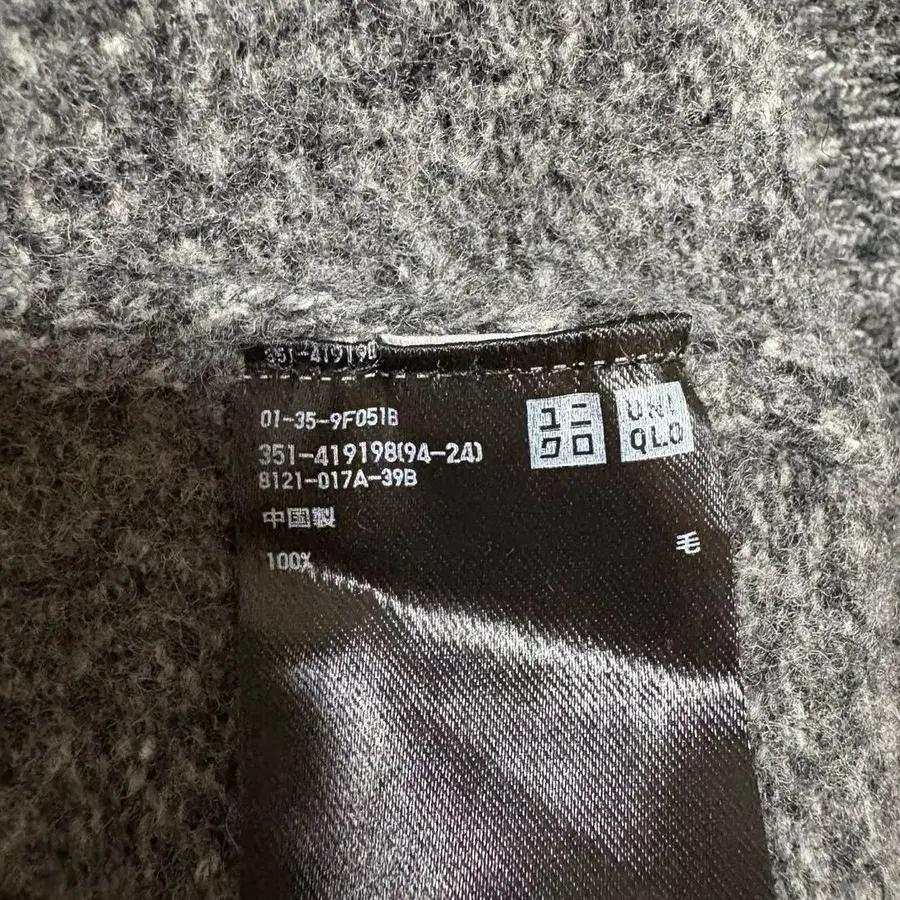 351-419198
01-35-9F051B
351-419198(94-24)
8121-017A-39B
ユニ
クロ
UNI
QLO
中国製
毛
100%